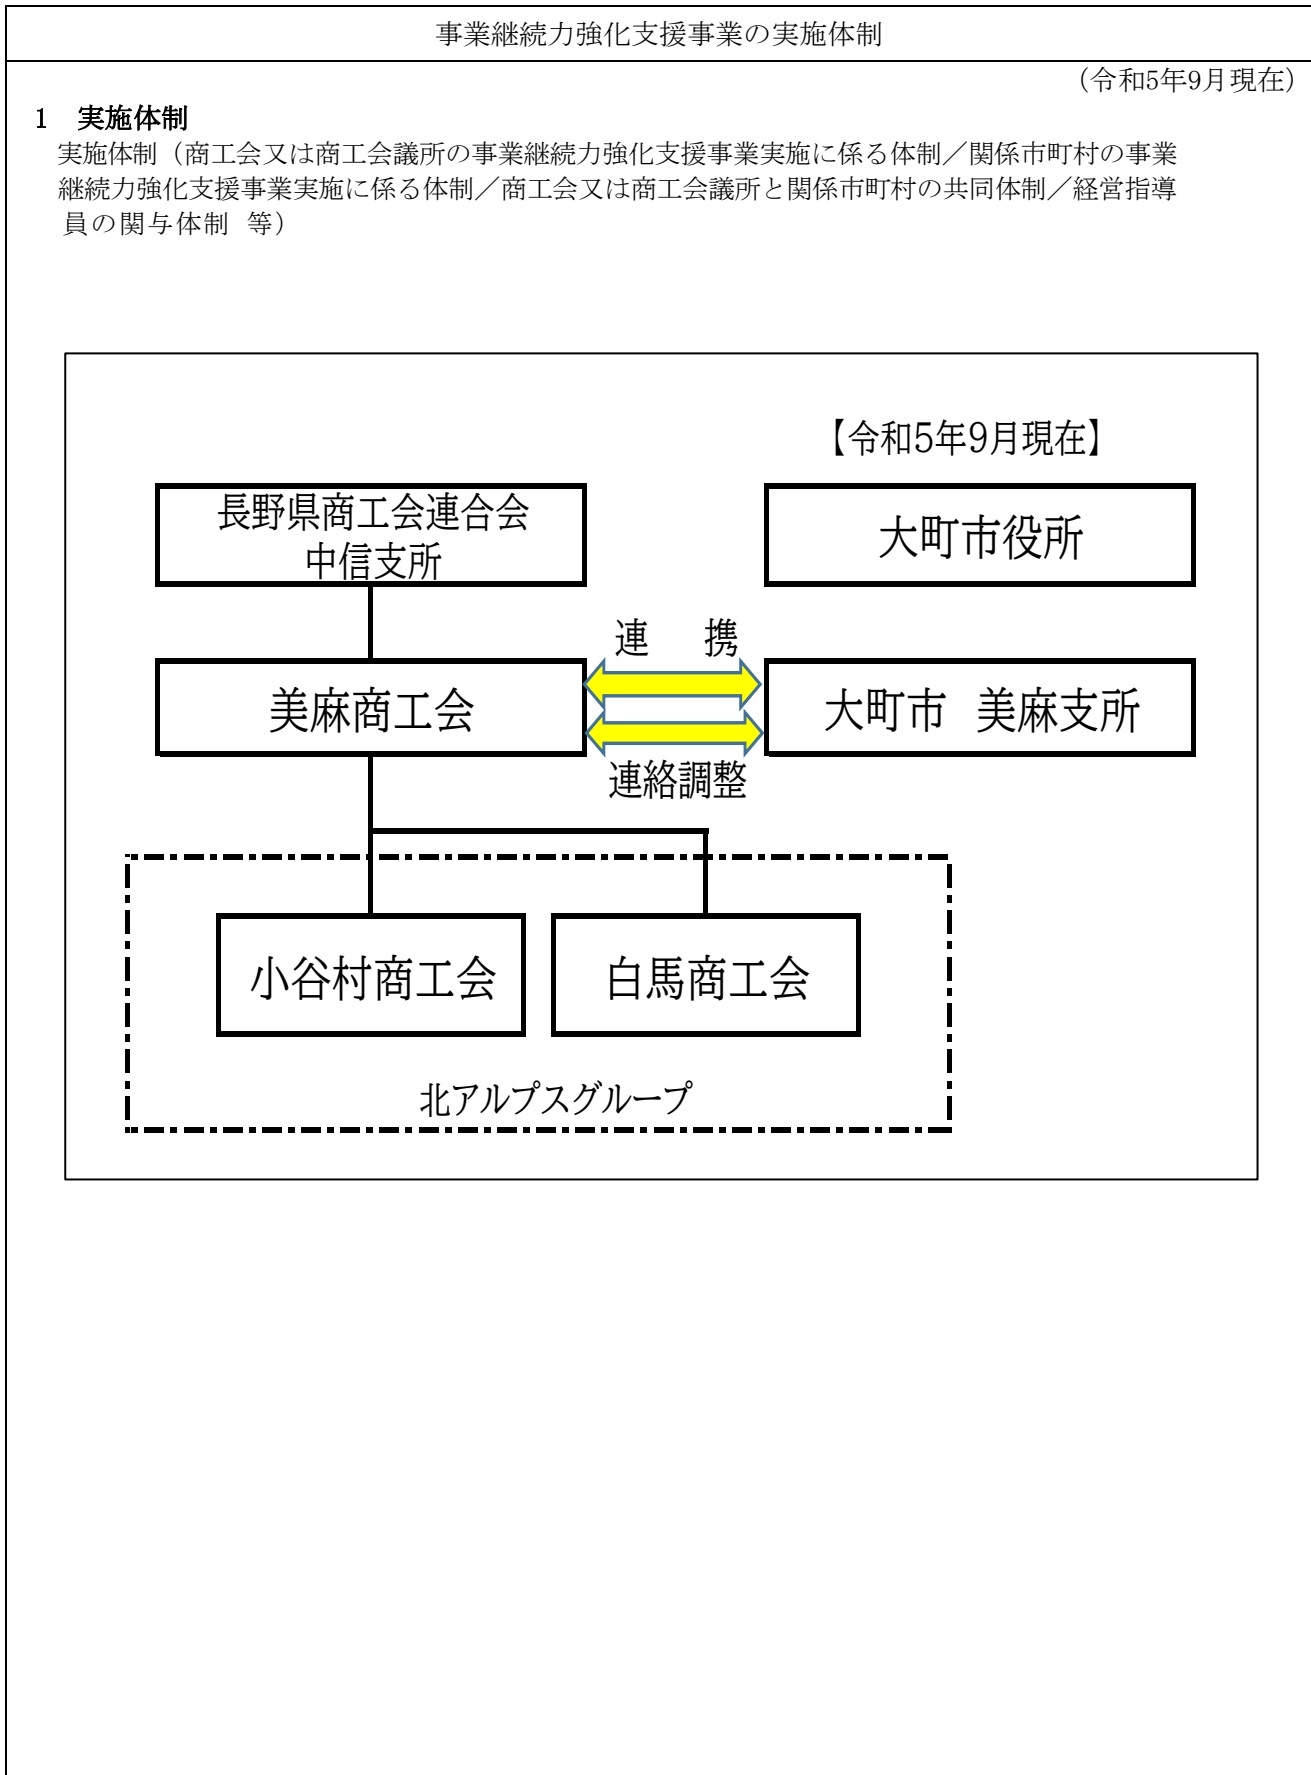 事業継続力強化支援事業の実施体制
（令和5年9月現在）
1　実施体制
実施体制（商工会又は商工会議所の事業継続力強化支援事業実施に係る体制／関係市町村の事業
継続力強化支援事業実施に係る体制／商工会又は商工会議所と関係市町村の共同体制／経営指導
員の関与体制 等）
【令和5年9月現在】
長野県商工会連合会
中信支所
大町市役所
連　携
美麻商工会
大町市 美麻支所
連絡調整
小谷村商工会
白馬商工会
北アルプスグループ